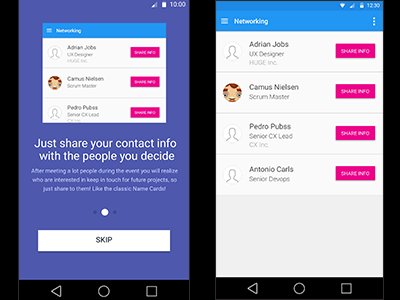 10:00
Networking
Adrian Jobs
UX Designer
HUGE Inc.
SHARE INFO
Camus Nielsen
Scrum Master
SHARE INFO
Pedro Pubss
Senior CX Lead
SHARE INFO
Just share your contact info
with the people you decide
After meeting a lot people during the event you will realize
who are interested in keep in touch for future projects, so
just share to them! Like the classic Name Cards!
SKIP
12:30
Networking
Adrian Jobs
UX Designer
HUGE Inc.
SHARE INFO
Camus Nielsen
Scrum Master
SHARE INFO
Pedro Pubss
Senior CX Lead
CX Inc.
SHARE INFO
Antonio Carls
Senior Devops
SHARE INFO